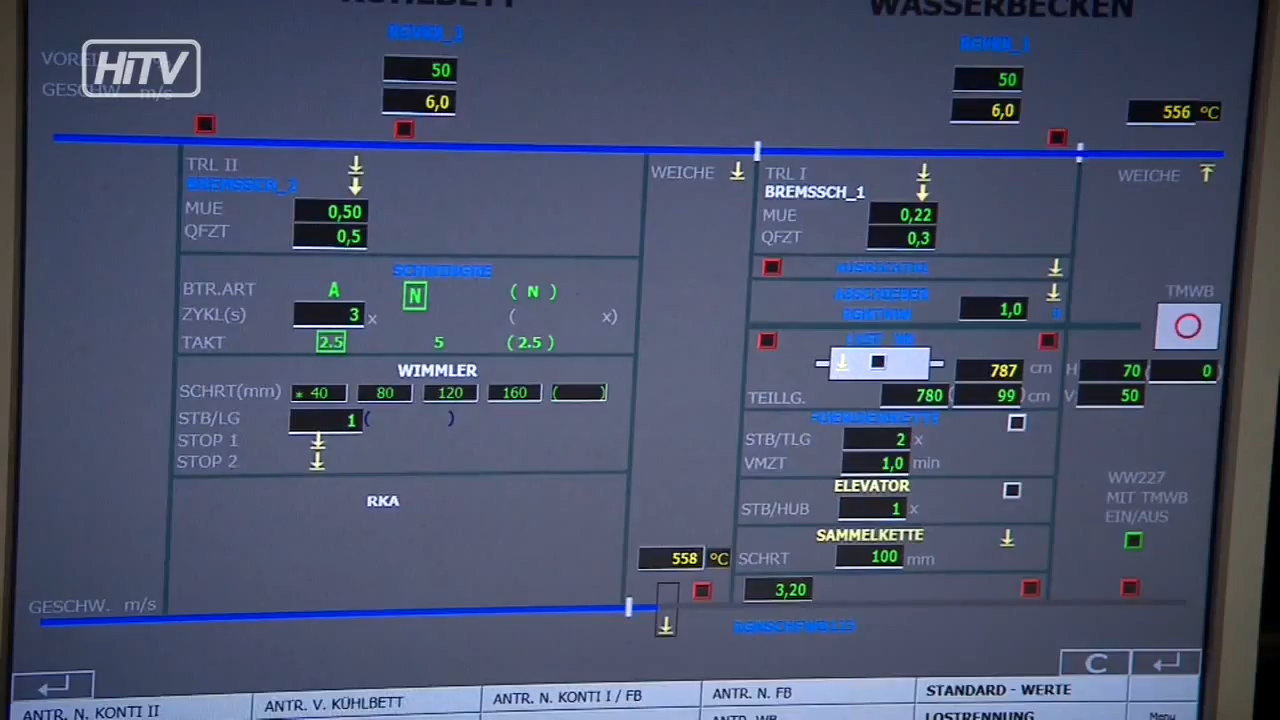 WASSERBECKEN
HiTV
GESCHW m/s
50
6,0
50
6,0
556 °C
TRL II
MUE 0,50
QFZT 0,5
WEICHE
TRL I
BREMSSCH_1
MUE 0,22
QFZT 0,3
WEICHE
BTR.ART A N ( N )
ZYKL(s) 3 x ( x)
TAKT 2.5 5 (2.5)
1,0
TMWB
WIMMLER
787 cm H 70 ( 0 )
SCHRT(mm) * 40 80 120 160 ( )
TEILLG. 780 ( 99 ) cm V 50
STB/LG 1 ( )
STOP 1
STOP 2
STB/TLG 2 x
VMZT 1,0 min
RKA
ELEVATOR
STB/HUB 1 x
WW227
MIT TMWB
EIN/AUS
SAMMELKETTE
558 °C
SCHRT 100 mm
3,20
GESCHW. m/s
C
ANTR. N. KONTI II
ANTR. V. KÜHLBETT
ANTR. N. KONTI I / FB
ANTR. N. FB
STANDARD - WERTE
ANTR. WB
LOSTRENNUNG
Menu